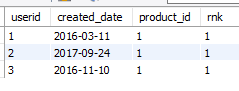 userid created_date product_id rnk
1 2016-03-11 1 1
2 2017-09-24 1 1
3 2016-11-10 1 1